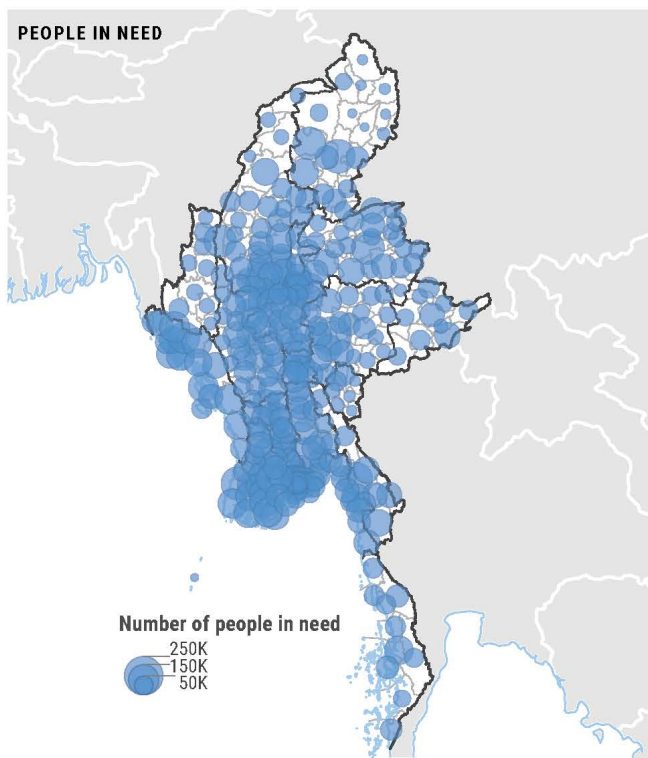 PEOPLE IN NEED
Number of people in need
250K
150K
50K